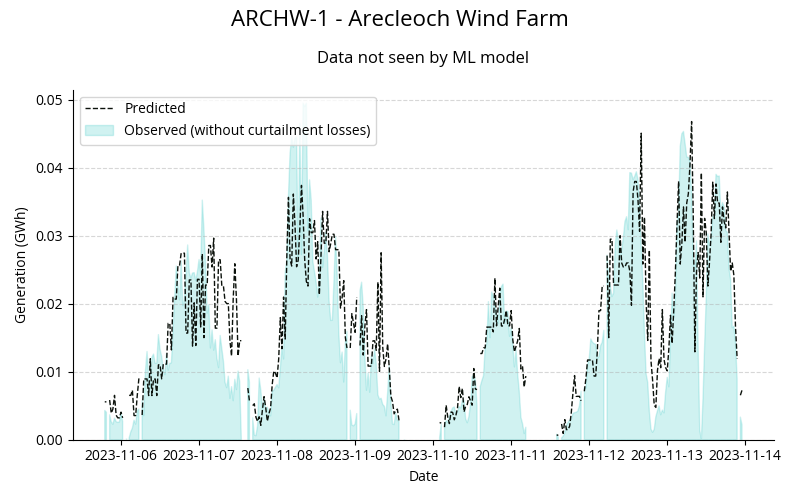 ARCHW-1 - Arecleoch Wind Farm
Data not seen by ML model
Predicted
Observed (without curtailment losses)
Generation (GWh)
0.05
0.04
0.03
0.02
0.01
0.00
2023-11-06 2023-11-07 2023-11-08 2023-11-09 2023-11-10 2023-11-11 2023-11-12 2023-11-13 2023-11-14
Date